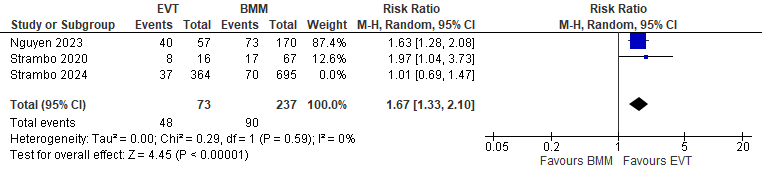 EVT BMM Risk Ratio Risk Ratio
Study or Subgroup Events Total Events Total Weight M-H, Random, 95% CI M-H, Random, 95% CI
Nguyen 2023 40 57 73 170 87.4% 1.63 [1.28, 2.08]
Strambo 2020 8 16 17 67 12.6% 1.97 [1.04, 3.73]
Strambo 2024 37 364 70 695 0.0% 1.01 [0.69, 1.47]
Total (95% CI) 73 237 100.0% 1.67 [1.33, 2.10]
Total events 48 90
Heterogeneity: Tau² = 0.00; Chi² = 0.29, df = 1 (P = 0.59); I² = 0%
Test for overall effect: Z = 4.45 (P < 0.00001)
0.05 0.2 1 5 20
Favours BMM Favours EVT